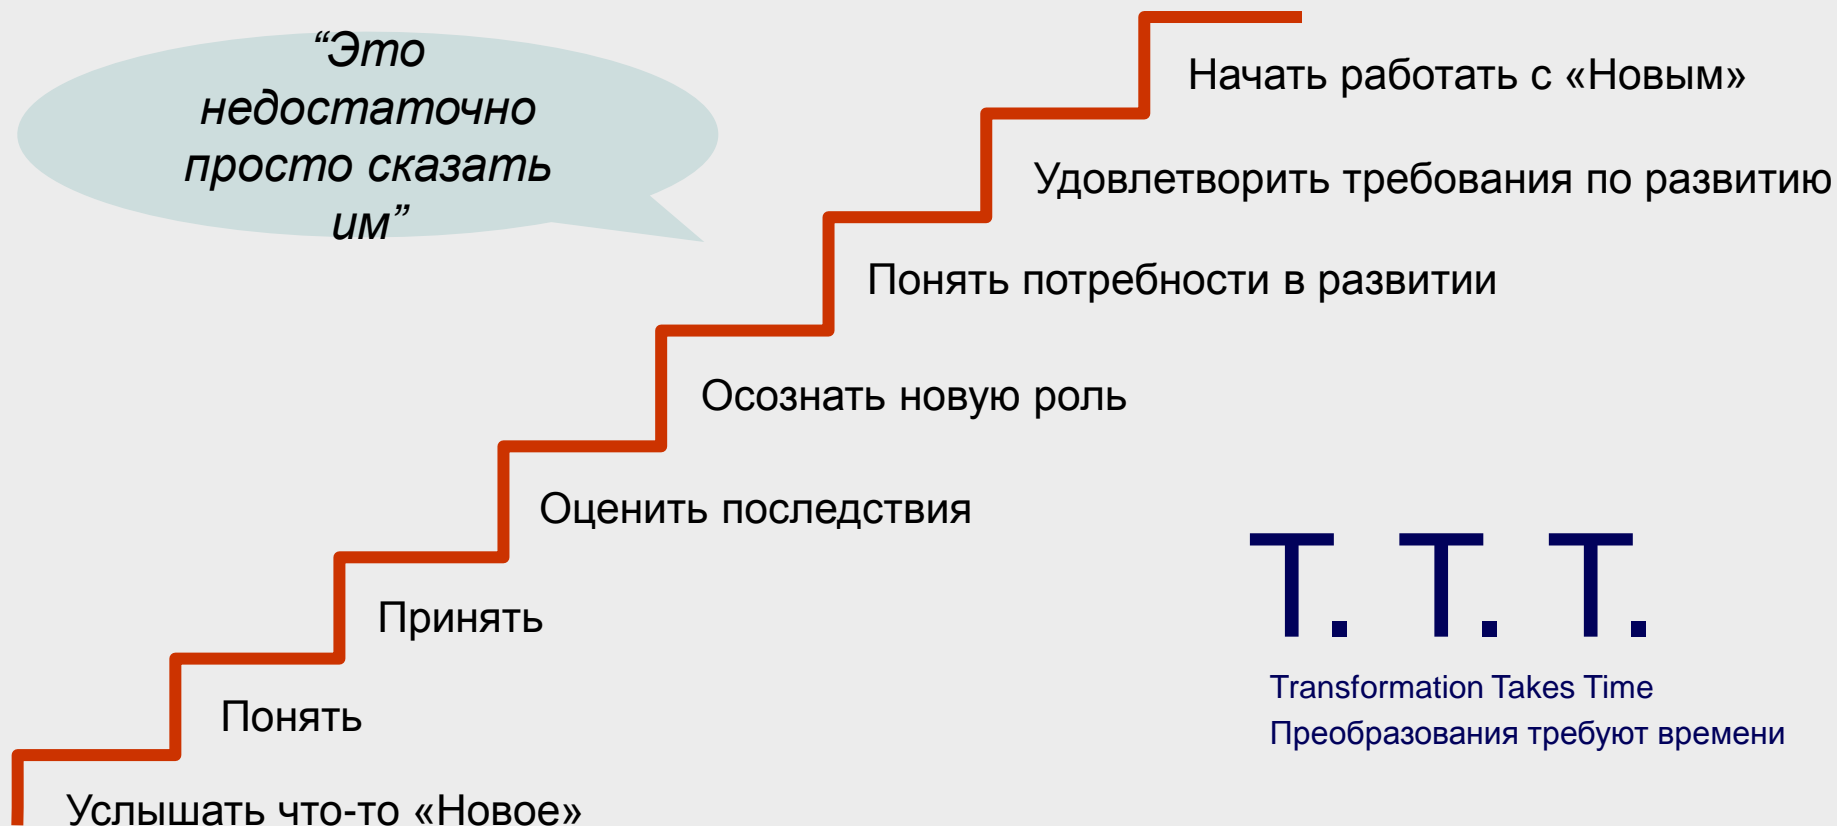 “Это
недостаточно
просто сказать
им”
Начать работать с «Новым»
Удовлетворить требования по развитию
Понять потребности в развитии
Осознать новую роль
Оценить последствия
Принять
Понять
Услышать что-то «Новое»
T. T. T.
Transformation Takes Time
Преобразования требуют времени